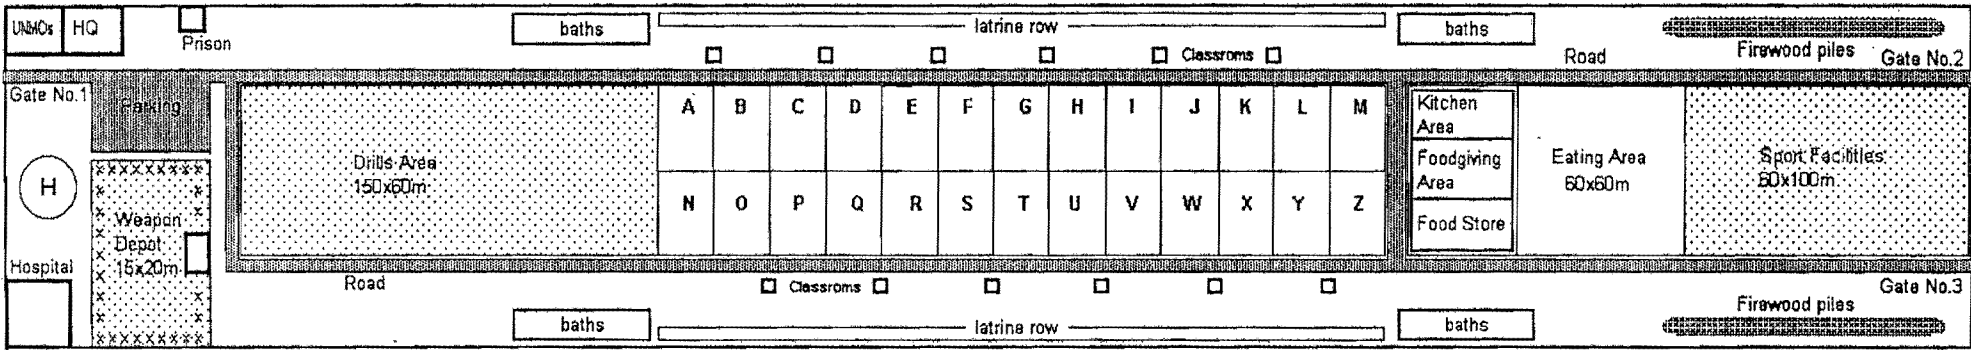 UNMOs HQ
Prison
baths
latrine row
baths
Firewood piles
Classroms
Road
Gate No.2
Gate No.1
Parking
A B C D E F G H I J K L M
Kitchen
Area
Drills Area
150x60m
Foodgiving
Area
Eating Area
60x60m
Sport Facilities
60x100m
H
N O P Q R S T U V W X Y Z
Weapon
Depot
15x20m
Food Store
Hospital
Road
Classroms
Gate No.3
Firewood piles
baths
latrine row
baths